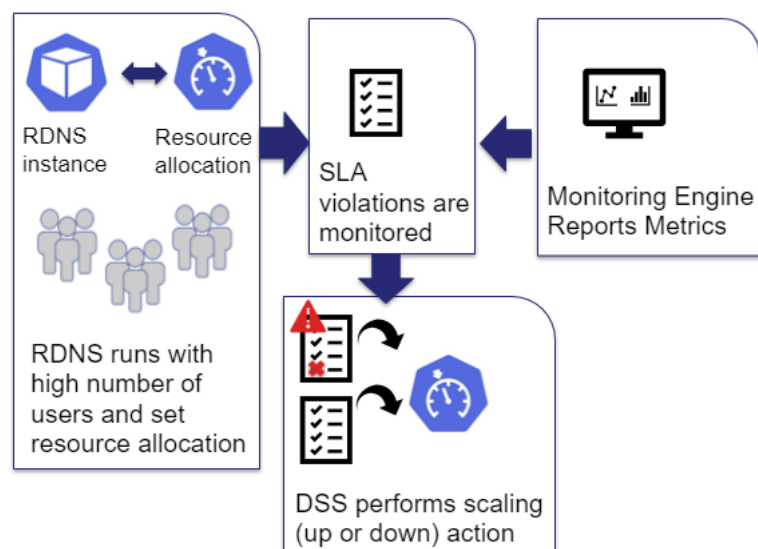 RDNS
instance
Resource
allocation
RDNS runs with
high number of
users and set
resource allocation
SLA
violations are
monitored
Monitoring Engine
Reports Metrics
DSS performs scaling
(up or down) action